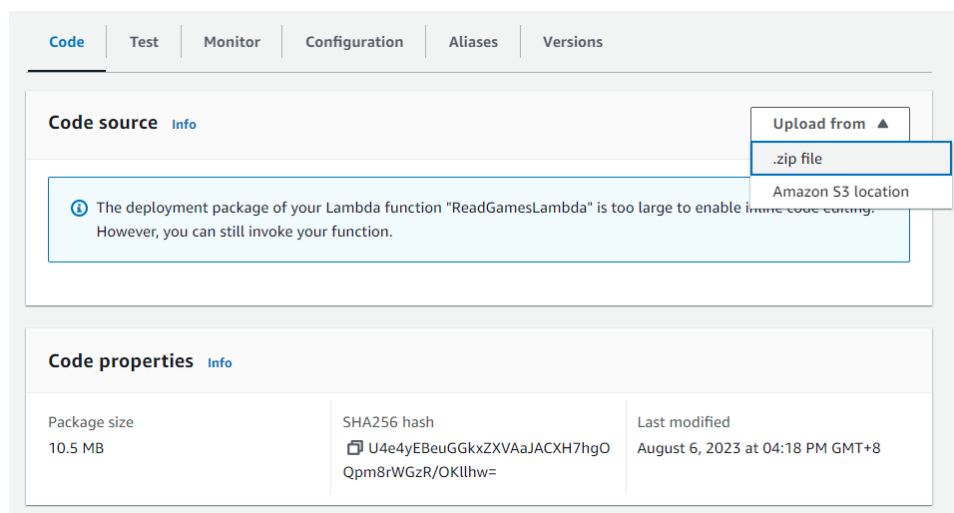 Code Test Monitor Configuration Aliases Versions
Code source Info
Upload from ▲
.zip file
Amazon S3 location
The deployment package of your Lambda function "ReadGamesLambda" is too large to enable inline code editing.
However, you can still invoke your function.
Code properties Info
Package size
10.5 MB
SHA256 hash
U4e4yEBeuGGkxZXVAaJACXH7hgO
Qpm8rWGzR/OKllhw=
Last modified
August 6, 2023 at 04:18 PM GMT+8